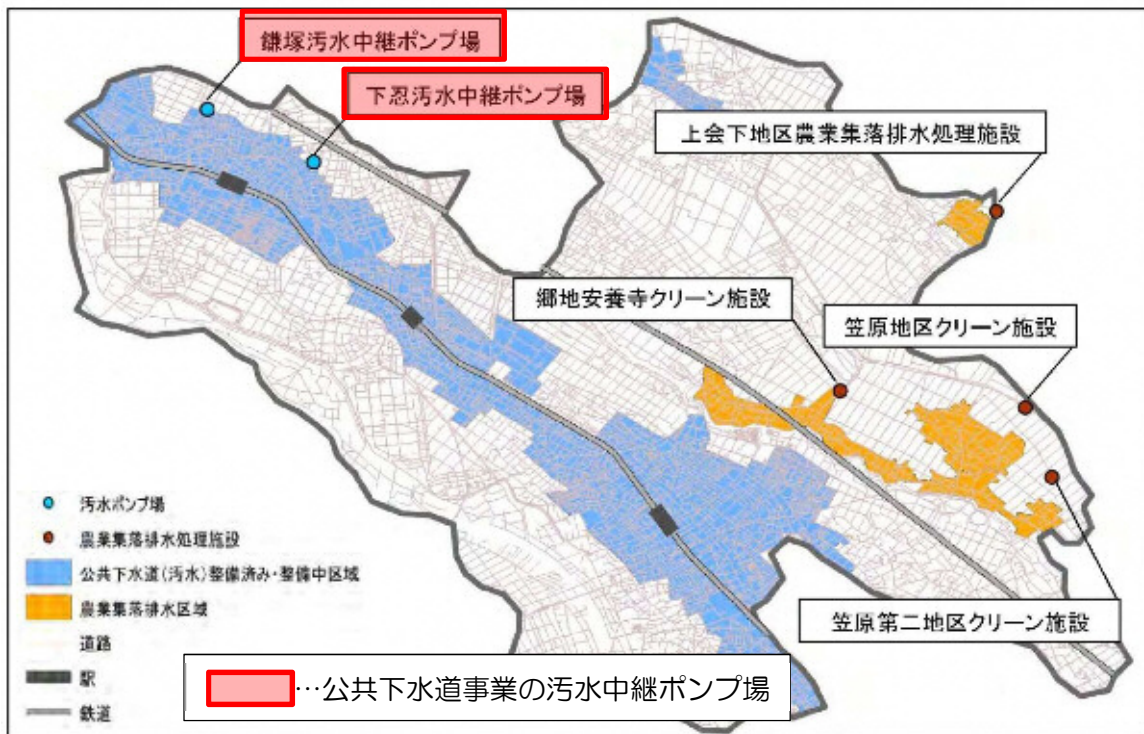 鎌塚汚水中継ポンプ場
下忍汚水中継ポンプ場
上会下地区農業集落排水処理施設
郷地安養寺クリーン施設
笠原地区クリーン施設
笠原第二地区クリーン施設
汚水ポンプ場
農業集落排水処理施設
公共下水道(汚水)整備済み・整備中区域
農業集落排水区域
道路
駅
鉄道
…公共下水道事業の汚水中継ポンプ場